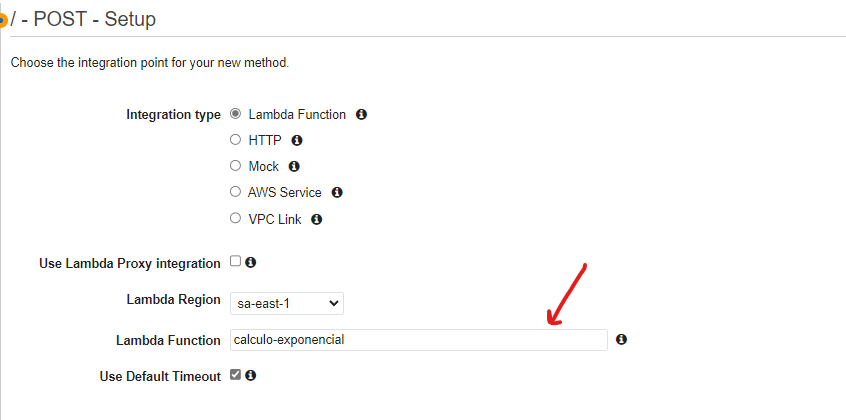 / - POST - Setup
Choose the integration point for your new method.
Integration type Lambda Function
HTTP
Mock
AWS Service
VPC Link
Use Lambda Proxy integration
Lambda Region sa-east-1
Lambda Function calculo-exponencial
Use Default Timeout